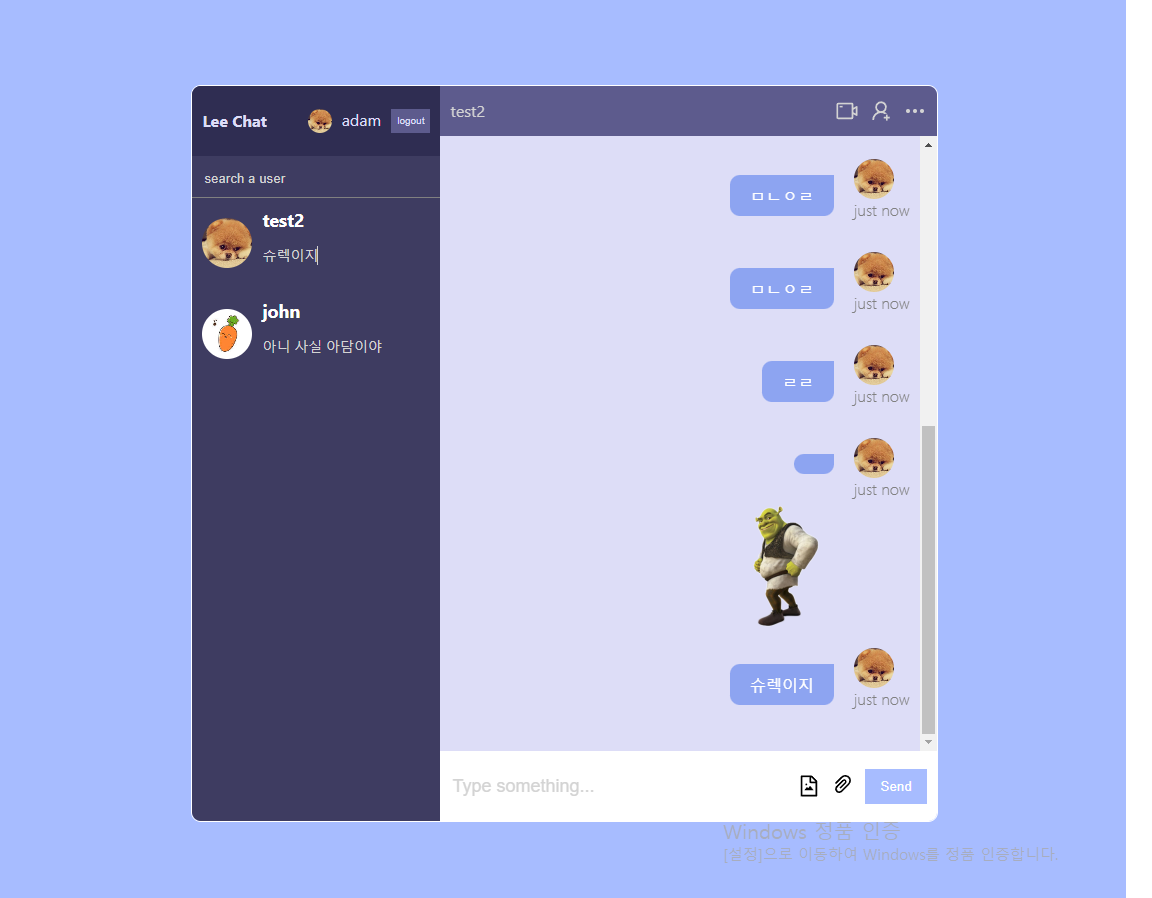 Lee Chat
adam
logout
search a user
test2
슈렉이지
john
아니 사실 아담이야
test2
ㅁㄴㅇㄹ
just now
ㅁㄴㅇㄹ
just now
ㄹㄹ
just now
just now
슈렉이지
just now
Type something...
Send
Windows 정품 인증
[설정]으로 이동하여 Windows를 정품 인증합니다.